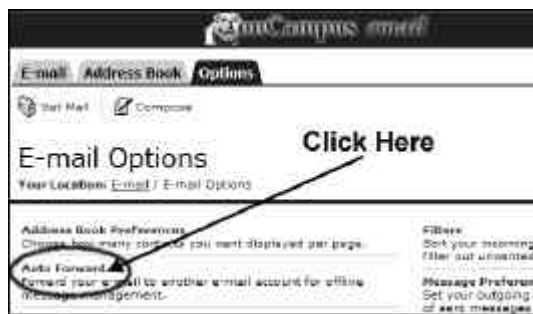 OnCampus email
E-mail Address Book Options
Get Mail Compose
Click Here
E-mail Options
Your Location: E-mail / E-mail Options
Address Book Preferences
Choose how many contacts you want displayed per page.
Auto Forward
Forward your e-mail to another e-mail account for offline
message management.
Filters
Sort your incoming
filter out unwanted
Message Preferen
Set your outgoing
of sent messages